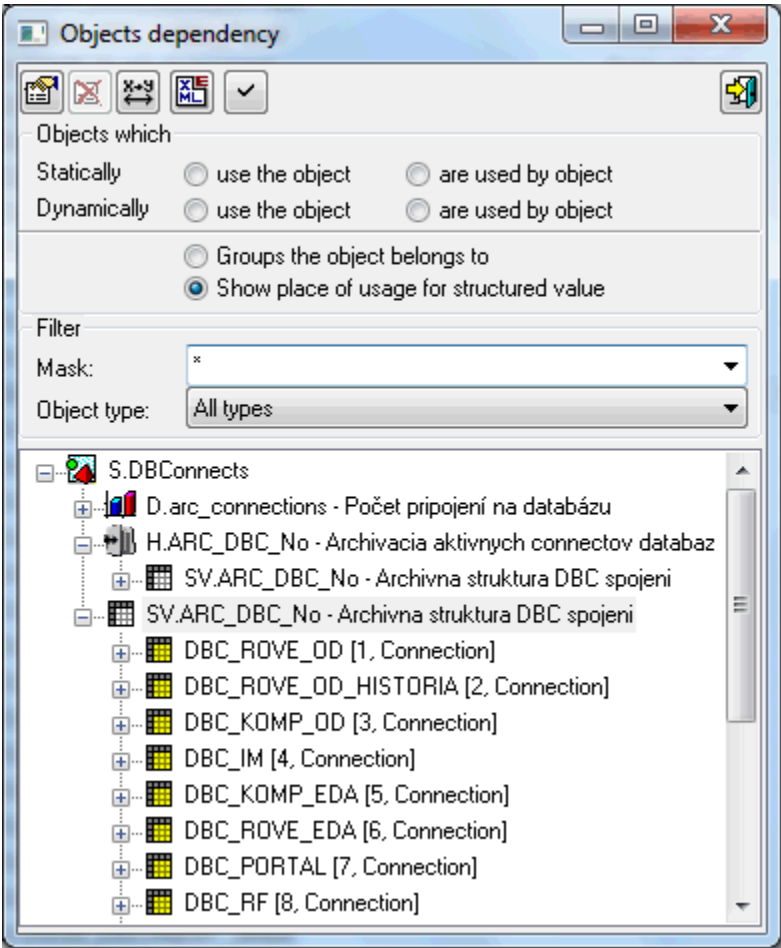 Objects dependency
Objects which
Statically use the object are used by object
Dynamically use the object are used by object
Groups the object belongs to
Show place of usage for structured value
Filter
Mask: *
Object type: All types
S.DBConnects
D.arc_connections - Počet pripojení na databázu
H.ARC_DBC_No - Archivacia aktivnych connectov databaz
SV.ARC_DBC_No - Archivna struktura DBC spojeni
SV.ARC_DBC_No - Archivna struktura DBC spojeni
DBC_ROVE_OD [1, Connection]
DBC_ROVE_OD_HISTORIA [2, Connection]
DBC_KOMP_OD [3, Connection]
DBC_IM [4, Connection]
DBC_KOMP_EDA [5, Connection]
DBC_ROVE_EDA [6, Connection]
DBC_PORTAL [7, Connection]
DBC_RF [8, Connection]